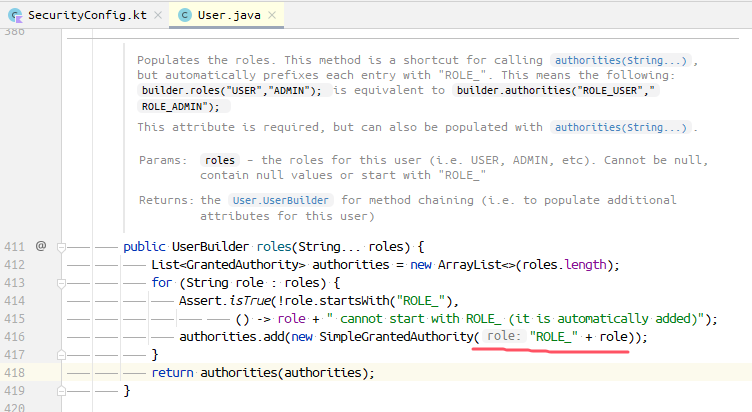 SecurityConfig.kt × User.java ×
386
Populates the roles. This method is a shortcut for calling authorities(String...),
but automatically prefixes each entry with "ROLE_". This means the following:
builder.roles("USER","ADMIN"); is equivalent to builder.authorities("ROLE_USER","
ROLE_ADMIN");
This attribute is required, but can also be populated with authorities(String...).
Params: roles – the roles for this user (i.e. USER, ADMIN, etc). Cannot be null,
contain null values or start with "ROLE_"
Returns: the User.UserBuilder for method chaining (i.e. to populate additional
attributes for this user)
411 @ public UserBuilder roles(String... roles) {
412 List<GrantedAuthority> authorities = new ArrayList<>(roles.length);
413 for (String role : roles) {
414 Assert.isTrue(!role.startsWith("ROLE_"),
415 () -> role + " cannot start with ROLE_ (it is automatically added)");
416 authorities.add(new SimpleGrantedAuthority( role: "ROLE_" + role));
417 }
418 return authorities(authorities);
419 }
420